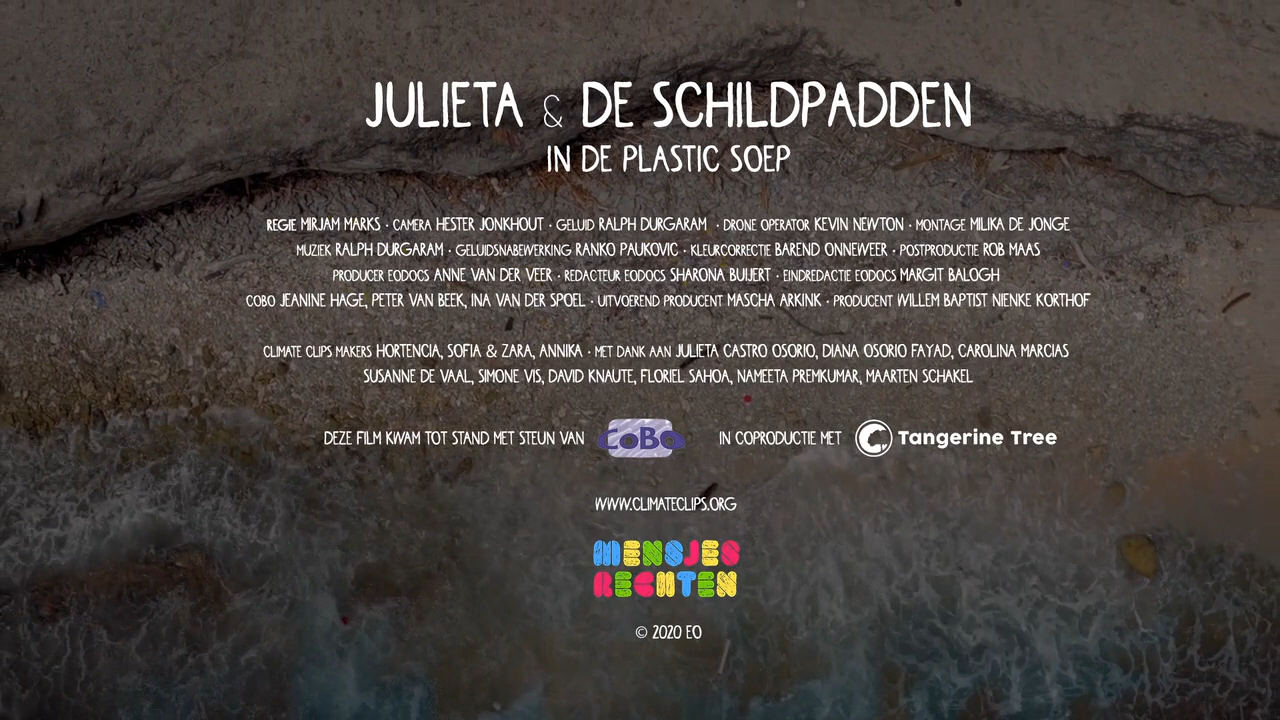 JULIETA & DE SCHILDPADDEN
IN DE PLASTIC SOEP
REGIE MIRJAM MARKS · CAMERA HESTER JONKHOUT · GELUID RALPH DURGARAM · DRONE OPERATOR KEVIN NEWTON · MONTAGE MILIKA DE JONGE
MUZIEK RALPH DURGARAM · GELUIDSNABEWERKING RANKO PAUKOVIC · KLEURCORRECTIE BAREND ONNEWEER · POSTPRODUCTIE ROB MAAS
PRODUCER EODOCS ANNE VAN DER VEER · REDACTEUR EODOCS SHARONA BUIJERT · EINDREDACTIE EODOCS MARGIT BALOGH
COBO JEANINE HAGE, PETER VAN BEEK, INA VAN DER SPOEL · UITVOEREND PRODUCENT MASCHA ARKINK · PRODUCENT WILLEM BAPTIST NIENKE KORTHOF
CLIMATE CLIPS MAKERS HORTENCIA, SOFIA & ZARA, ANNIKA · MET DANK AAN JULIETA CASTRO OSORIO, DIANA OSORIO FAYAD, CAROLINA MARCIAS
SUSANNE DE VAAL, SIMONE VIS, DAVID KNAUTE, FLORIEL SAHOA, NAMEETA PREMKUMAR, MAARTEN SCHAKEL
DEZE FILM KWAM TOT STAND MET STEUN VAN COBO IN COPRODUCTIE MET Tangerine Tree
WWW.CLIMATECLIPS.ORG
MENSJES
RECHTEN
© 2020 EO